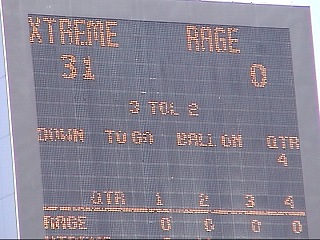 XTREME RAGE
31 0
3 TOL 2
DOWN TO GO BALL ON QTR
4
QTR 1 2 3 4
RAGE 0 0 0 0
XTREME